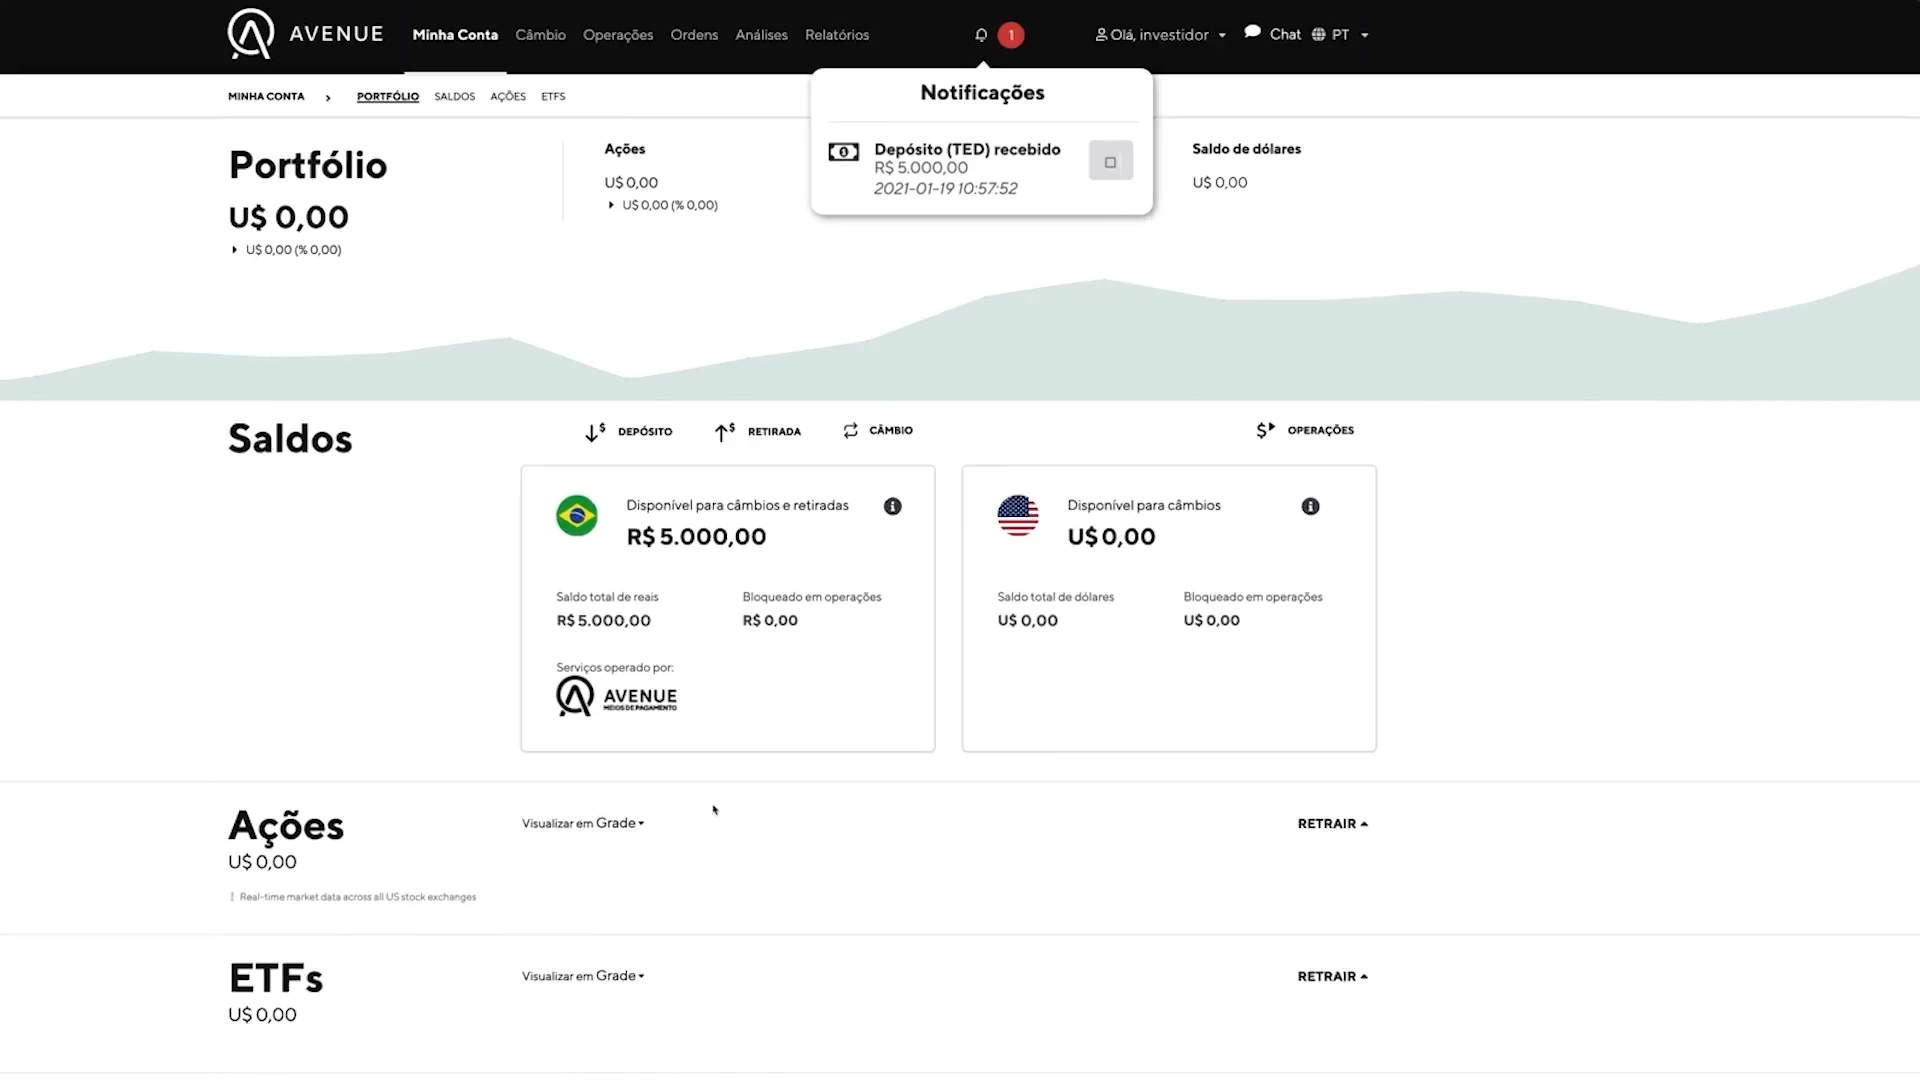 AVENUE
Minha Conta Câmbio Operações Ordens Análises Relatórios 1 Olá, investidor Chat PT
MINHA CONTA PORTFÓLIO SALDOS AÇÕES ETFS
Notificações
Depósito (TED) recebido
R$ 5.000,00
2021-01-19 10:57:52
Portfólio
U$ 0,00
U$ 0,00 (% 0,00)
Ações
U$ 0,00
U$ 0,00 (% 0,00)
Saldo de dólares
U$ 0,00
Saldos
DEPÓSITO RETIRADA CÂMBIO OPERAÇÕES
Disponível para câmbios e retiradas
R$ 5.000,00
Saldo total de reais Bloqueado em operações
R$ 5.000,00 R$ 0,00
Serviços operado por:
AVENUE
MEIOS DE PAGAMENTO
Disponível para câmbios
U$ 0,00
Saldo total de dólares Bloqueado em operações
U$ 0,00 U$ 0,00
Ações
U$ 0,00
Visualizar em Grade
RETRAIR
! Real-time market data across all US stock exchanges
ETFs
U$ 0,00
Visualizar em Grade
RETRAIR